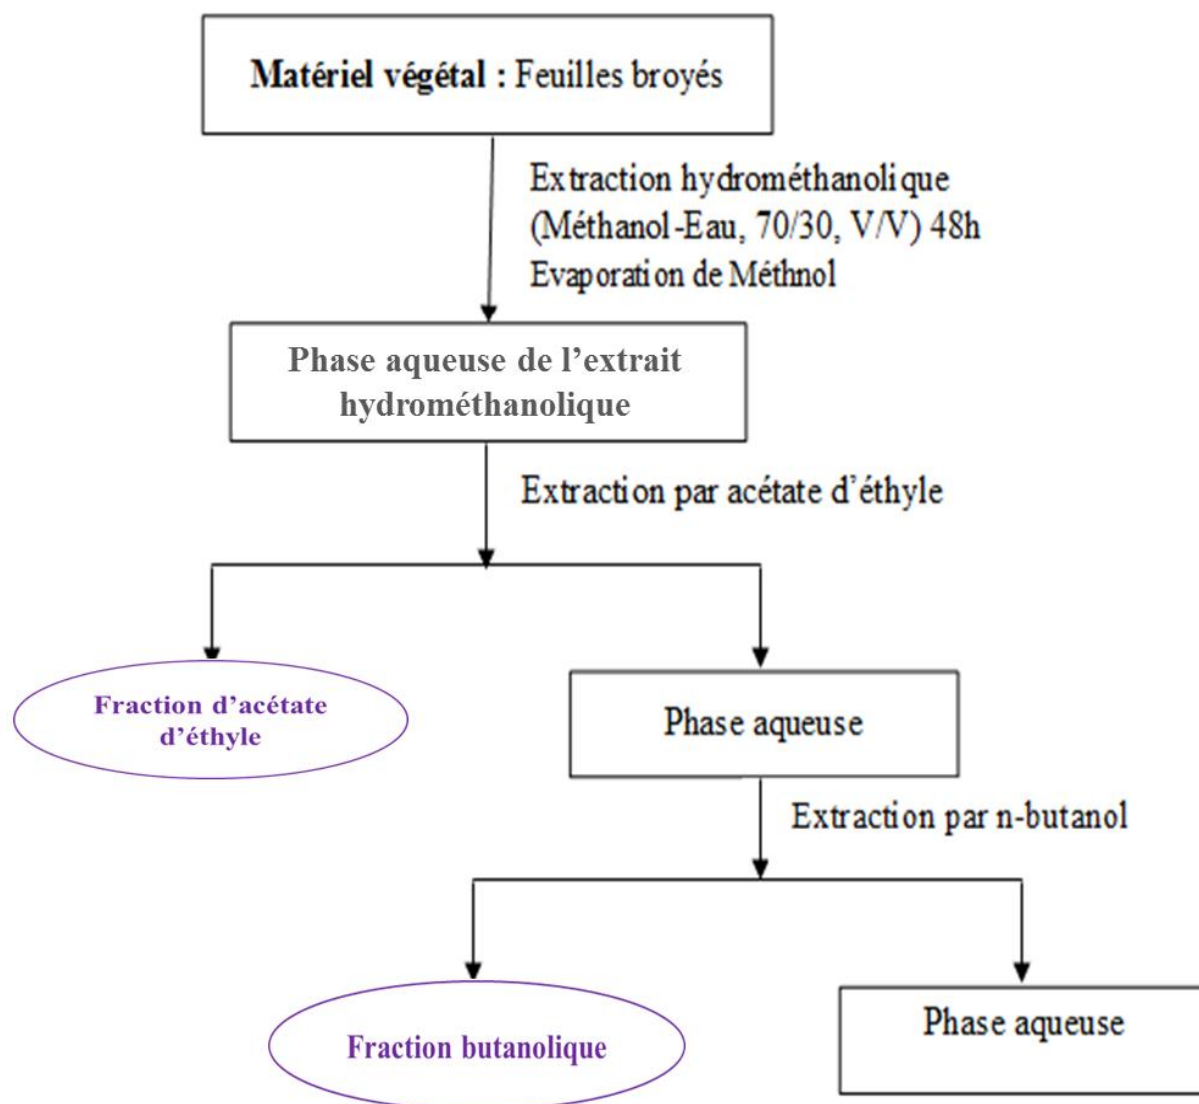 Matériel végétal : Feuilles broyés
Extraction hydrométhanolique
(Méthanol-Eau, 70/30, V/V) 48h
Evaporation de Méthnol
Phase aqueuse de l’extrait
hydrométhanolique
Extraction par acétate d’éthyle
Fraction d’acétate
d’éthyle
Phase aqueuse
Extraction par n-butanol
Fraction butanolique
Phase aqueuse